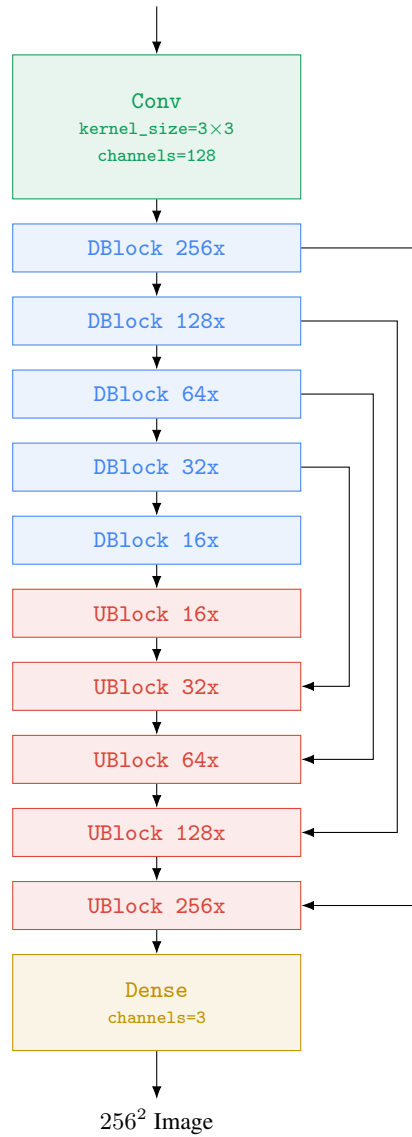 Conv
kernel_size=3×3
channels=128
DBlock 256x
DBlock 128x
DBlock 64x
DBlock 32x
DBlock 16x
UBlock 16x
UBlock 32x
UBlock 64x
UBlock 128x
UBlock 256x
Dense
channels=3
256² Image